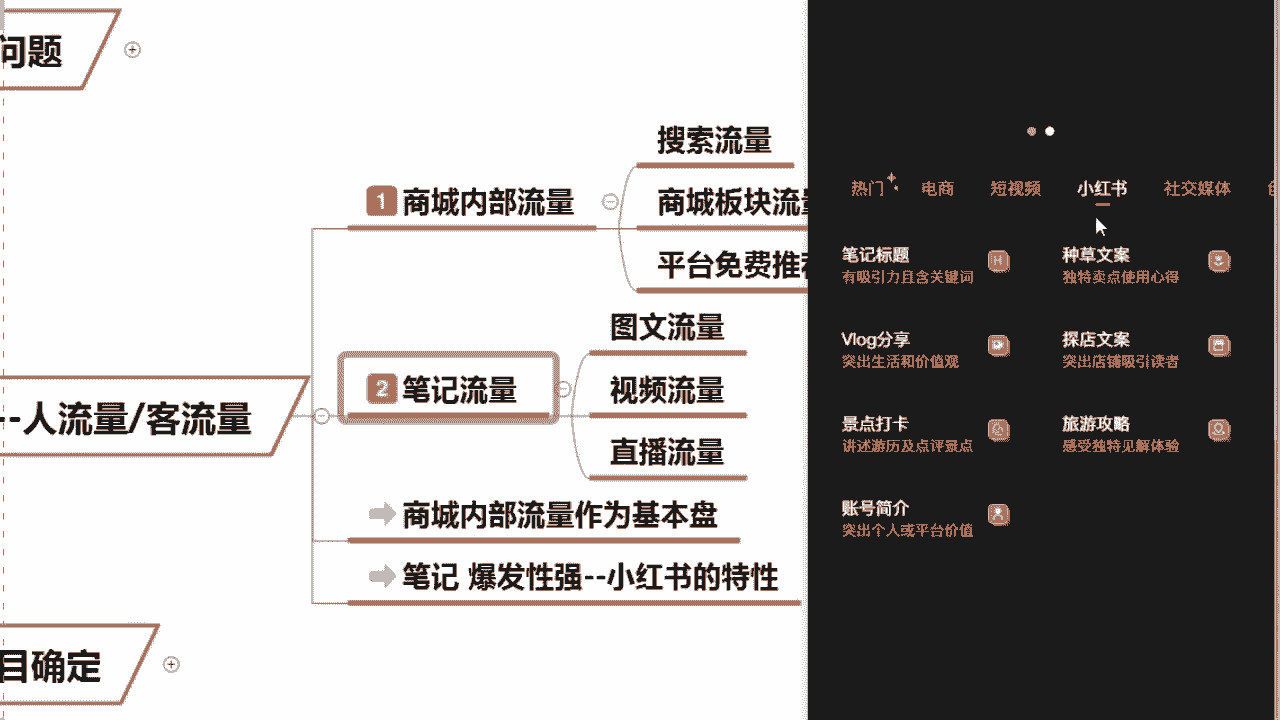 问题
搜索流量
1 商城内部流量
商城板块流量
平台免费推荐
图文流量
2 笔记流量
视频流量
--人流量/客流量
直播流量
商城内部流量作为基本盘
笔记 爆发性强--小红书的特性
目确定
热门 电商 短视频 小红书 社交媒体
笔记标题
有吸引力且含关键词
种草文案
独特卖点使用心得
Vlog分享
突出生活和价值观
探店文案
突出店铺吸引读者
景点打卡
讲述游历及点评景点
旅游攻略
感受独特见解体验
账号简介
突出个人或平台价值